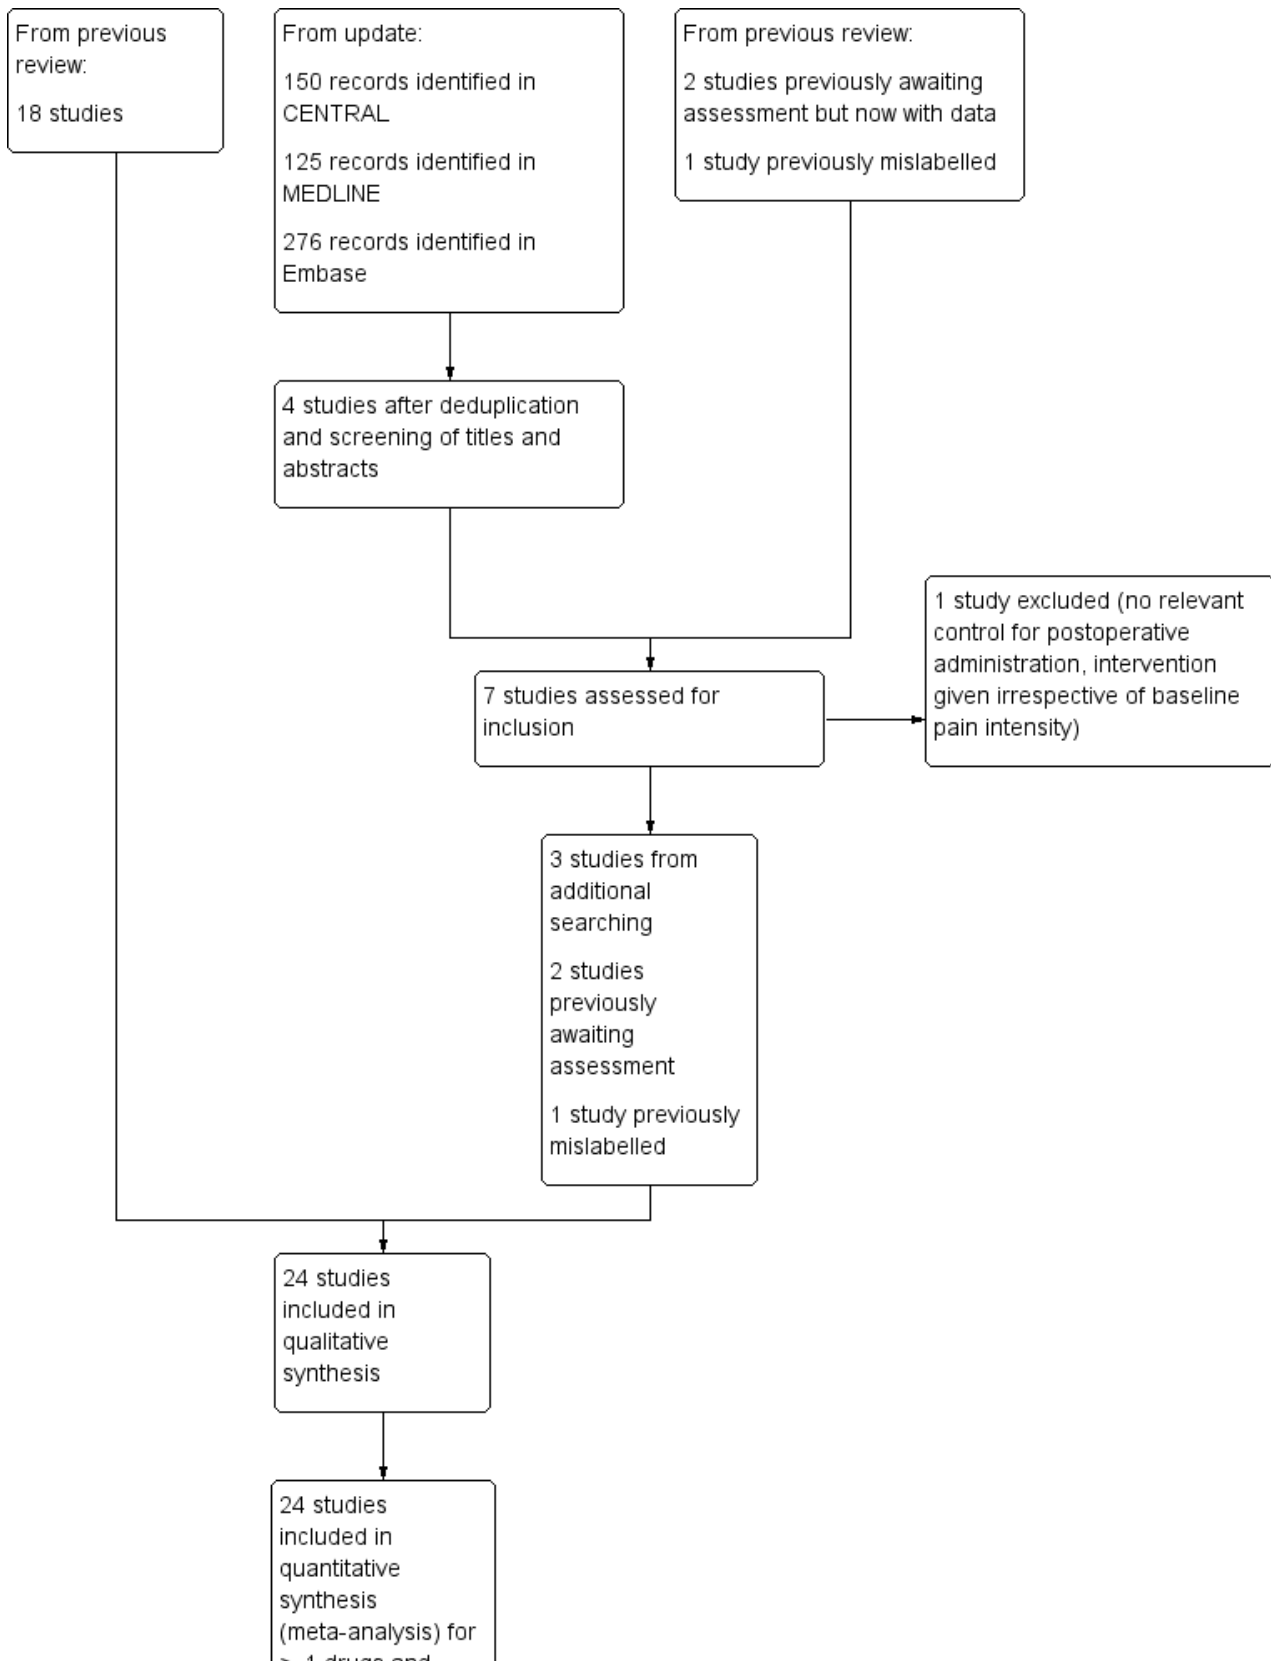 From previous
review:
18 studies
From update:
150 records identified in
CENTRAL
125 records identified in
MEDLINE
276 records identified in
Embase
From previous review:
2 studies previously awaiting
assessment but now with data
1 study previously mislabelled
4 studies after deduplication
and screening of titles and
abstracts
7 studies assessed for
inclusion
1 study excluded (no relevant
control for postoperative
administration, intervention
given irrespective of baseline
pain intensity)
3 studies from
additional
searching
2 studies
previously
awaiting
assessment
1 study previously
mislabelled
24 studies
included in
qualitative
synthesis
24 studies
included in
quantitative
synthesis
(meta-analysis) for
1 drugs and